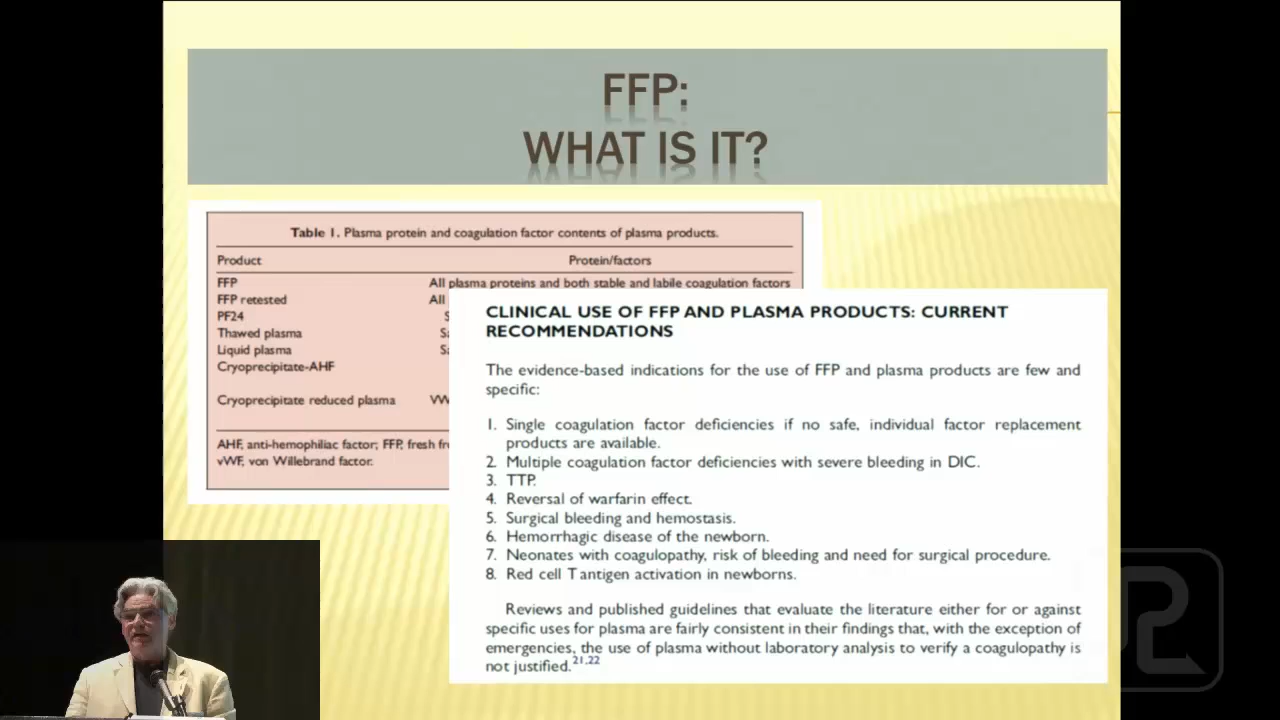 FFP:
WHAT IS IT?
Table 1. Plasma protein and coagulation factor contents of plasma products.
Product Protein/factors
FFP All plasma proteins and both stable and labile coagulation factors
FFP retested All
PF24 S
Thawed plasma Sa
Liquid plasma Sa
Cryoprecipitate-AHF
Cryoprecipitate reduced plasma VW
AHF, anti-hemophiliac factor; FFP, fresh fr
vWF, von Willebrand factor.
CLINICAL USE OF FFP AND PLASMA PRODUCTS: CURRENT
RECOMMENDATIONS
The evidence-based indications for the use of FFP and plasma products are few and
specific:
1. Single coagulation factor deficiencies if no safe, individual factor replacement
products are available.
2. Multiple coagulation factor deficiencies with severe bleeding in DIC.
3. TTP.
4. Reversal of warfarin effect.
5. Surgical bleeding and hemostasis.
6. Hemorrhagic disease of the newborn.
7. Neonates with coagulopathy, risk of bleeding and need for surgical procedure.
8. Red cell T antigen activation in newborns.
Reviews and published guidelines that evaluate the literature either for or against
specific uses for plasma are fairly consistent in their findings that, with the exception of
emergencies, the use of plasma without laboratory analysis to verify a coagulopathy is
not justified.21,22